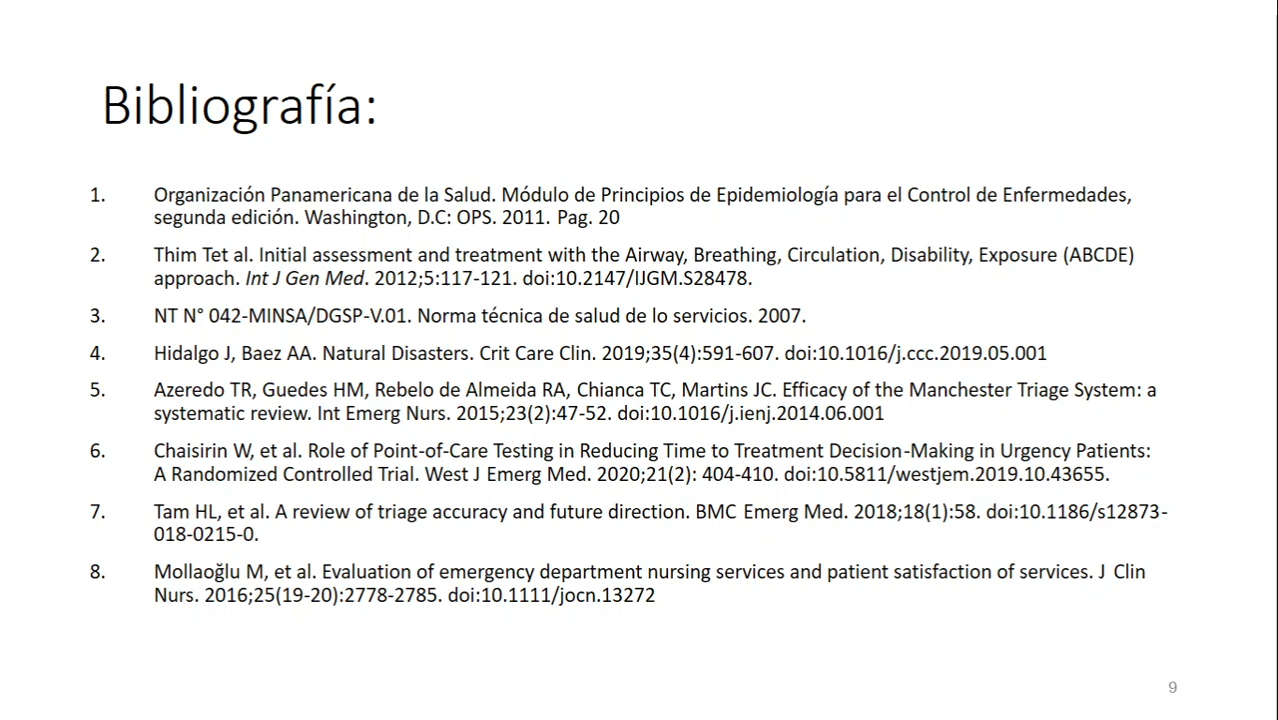 Bibliografía:
1. Organización Panamericana de la Salud. Módulo de Principios de Epidemiología para el Control de Enfermedades,
segunda edición. Washington, D.C: OPS. 2011. Pag. 20
2. Thim Tet al. Initial assessment and treatment with the Airway, Breathing, Circulation, Disability, Exposure (ABCDE)
approach. Int J Gen Med. 2012;5:117-121. doi:10.2147/IJGM.S28478.
3. NT N° 042-MINSA/DGSP-V.01. Norma técnica de salud de lo servicios. 2007.
4. Hidalgo J, Baez AA. Natural Disasters. Crit Care Clin. 2019;35(4):591-607. doi:10.1016/j.ccc.2019.05.001
5. Azeredo TR, Guedes HM, Rebelo de Almeida RA, Chianca TC, Martins JC. Efficacy of the Manchester Triage System: a
systematic review. Int Emerg Nurs. 2015;23(2):47-52. doi:10.1016/j.ienj.2014.06.001
6. Chaisirin W, et al. Role of Point-of-Care Testing in Reducing Time to Treatment Decision-Making in Urgency Patients:
A Randomized Controlled Trial. West J Emerg Med. 2020;21(2): 404-410. doi:10.5811/westjem.2019.10.43655.
7. Tam HL, et al. A review of triage accuracy and future direction. BMC Emerg Med. 2018;18(1):58. doi:10.1186/s12873-
018-0215-0.
8. Mollaoğlu M, et al. Evaluation of emergency department nursing services and patient satisfaction of services. J Clin
Nurs. 2016;25(19-20):2778-2785. doi:10.1111/jocn.13272
9